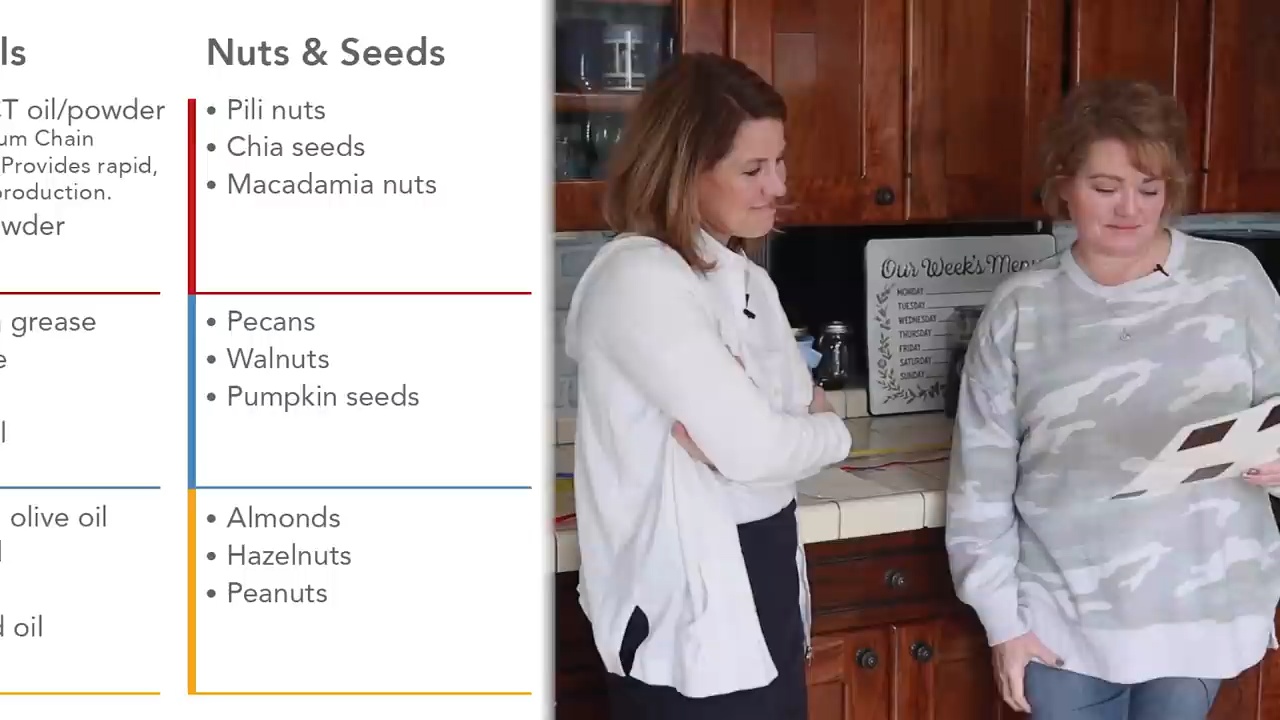 ls
CT oil/powder
um Chain
Provides rapid,
production.
wder
grease
e
l
olive oil
l
d oil
Nuts & Seeds
• Pili nuts
• Chia seeds
• Macadamia nuts
• Pecans
• Walnuts
• Pumpkin seeds
• Almonds
• Hazelnuts
• Peanuts
Our Week's Menu
MONDAY
TUESDAY
WEDNESDAY
THURSDAY
FRIDAY
SATURDAY
SUNDAY